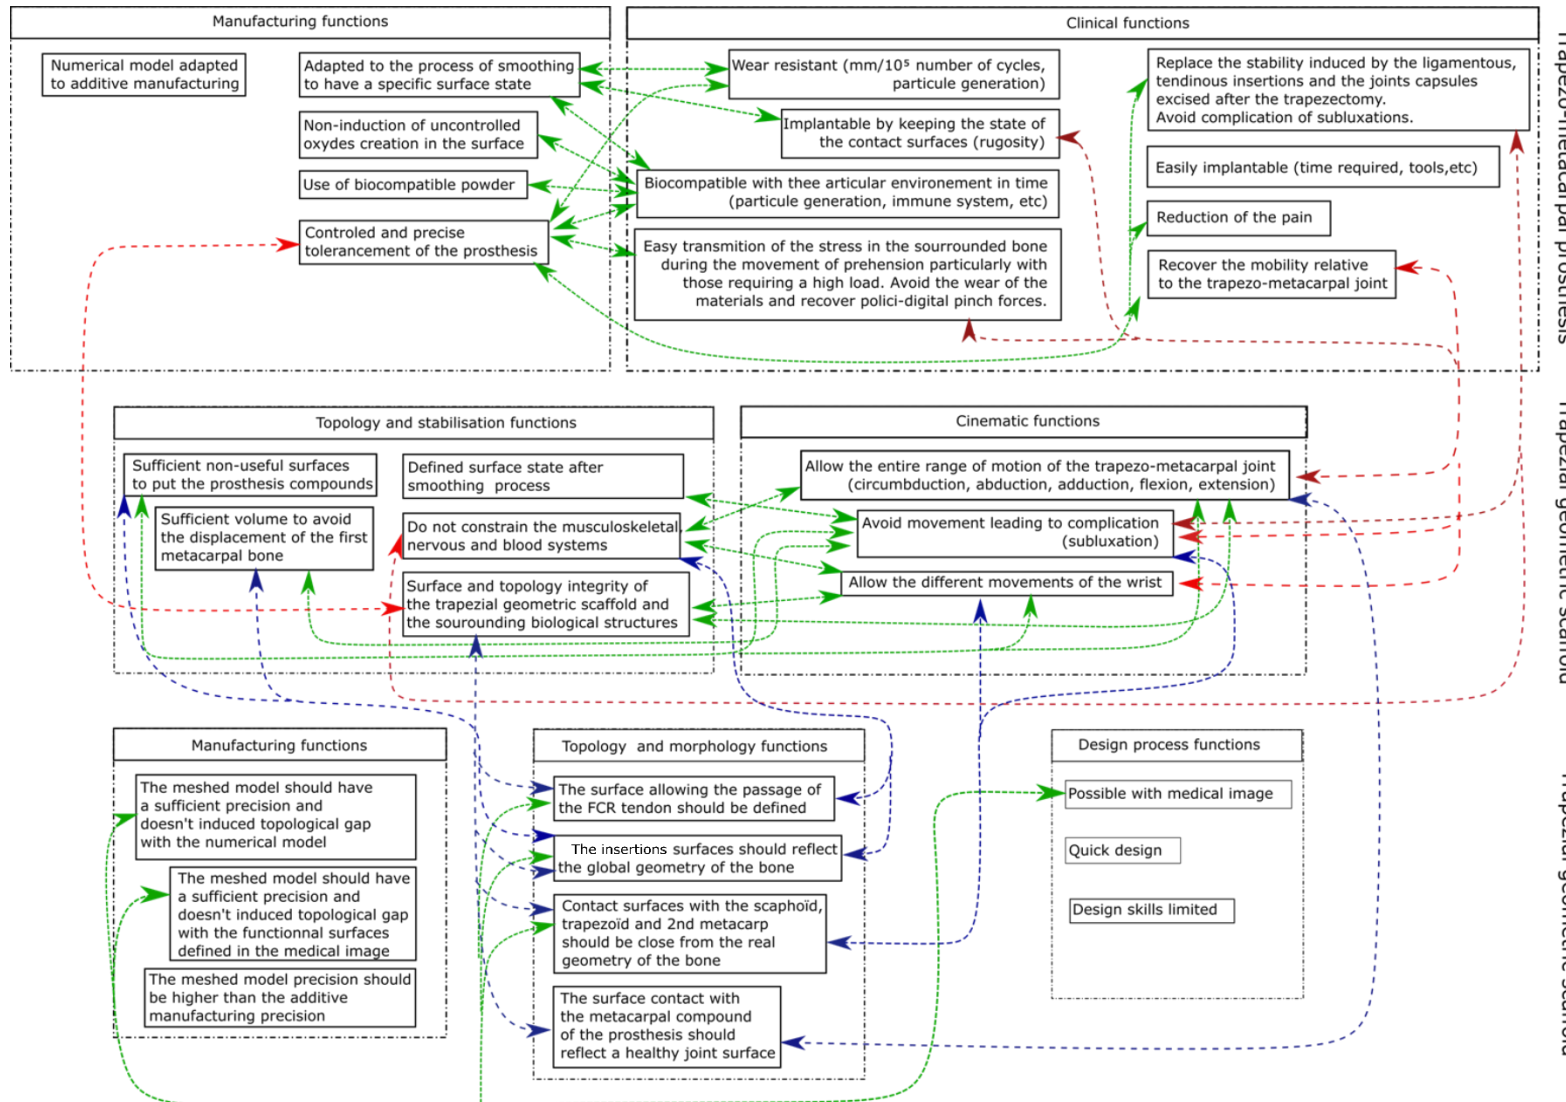 Manufacturing functions
Numerical model adapted
to additive manufacturing
Adapted to the process of smoothing
to have a specific surface state
Non-induction of uncontrolled
oxydes creation in the surface
Use of biocompatible powder
Controled and precise
tolerancement of the prosthesis
Clinical functions
Wear resistant (mm/10⁵ number of cycles,
particule generation)
Implantable by keeping the state of
the contact surfaces (rugosity)
Biocompatible with thee articular environement in time
(particule generation, immune system, etc)
Easy transmition of the stress in the sourrounded bone
during the movement of prehension particularly with
those requiring a high load. Avoid the wear of the
materials and recover polici-digital pinch forces.
Replace the stability induced by the ligamentous,
tendinous insertions and the joints capsules
excised after the trapezectomy.
Avoid complication of subluxations.
Easily implantable (time required, tools,etc)
Reduction of the pain
Recover the mobility relative
to the trapezo-metacarpal joint
Trapezo-metacarpal prosthesis
Topology and stabilisation functions
Sufficient non-useful surfaces
to put the prosthesis compounds
Sufficient volume to avoid
the displacement of the first
metacarpal bone
Defined surface state after
smoothing process
Do not constrain the musculoskeletal,
nervous and blood systems
Surface and topology integrity of
the trapezial geometric scaffold and
the sourounding biological structures
Cinematic functions
Allow the entire range of motion of the trapezo-metacarpal joint
(circumbduction, abduction, adduction, flexion, extension)
Avoid movement leading to complication
(subluxation)
Allow the different movements of the wrist
Trapezial geometric scaffold
Manufacturing functions
The meshed model should have
a sufficient precision and
doesn't induced topological gap
with the numerical model
The meshed model should have
a sufficient precision and
doesn't induced topological gap
with the functionnal surfaces
defined in the medical image
The meshed model precision should
be higher than the additive
manufacturing precision
Topology and morphology functions
The surface allowing the passage of
the FCR tendon should be defined
The insertions surfaces should reflect
the global geometry of the bone
Contact surfaces with the scaphoïd,
trapezoïd and 2nd metacarp
should be close from the real
geometry of the bone
The surface contact with
the metacarpal compound
of the prosthesis should
reflect a healthy joint surface
Design process functions
Possible with medical image
Quick design
Design skills limited